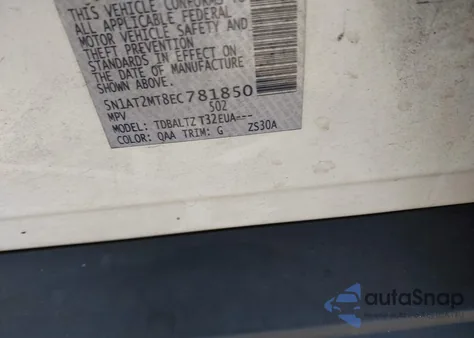 THIS VEHICLE CONFORMS TO
ALL APPLICABLE FEDERAL
MOTOR VEHICLE SAFETY AND
THEFT PREVENTION
STANDARDS IN EFFECT ON
THE DATE OF MANUFACTURE
SHOWN ABOVE.
5N1AT2MT8EC781850
MPV 502
MODEL: TDBALTZ T32EUA---
COLOR: QAA TRIM: G ZS30A
autoSnap